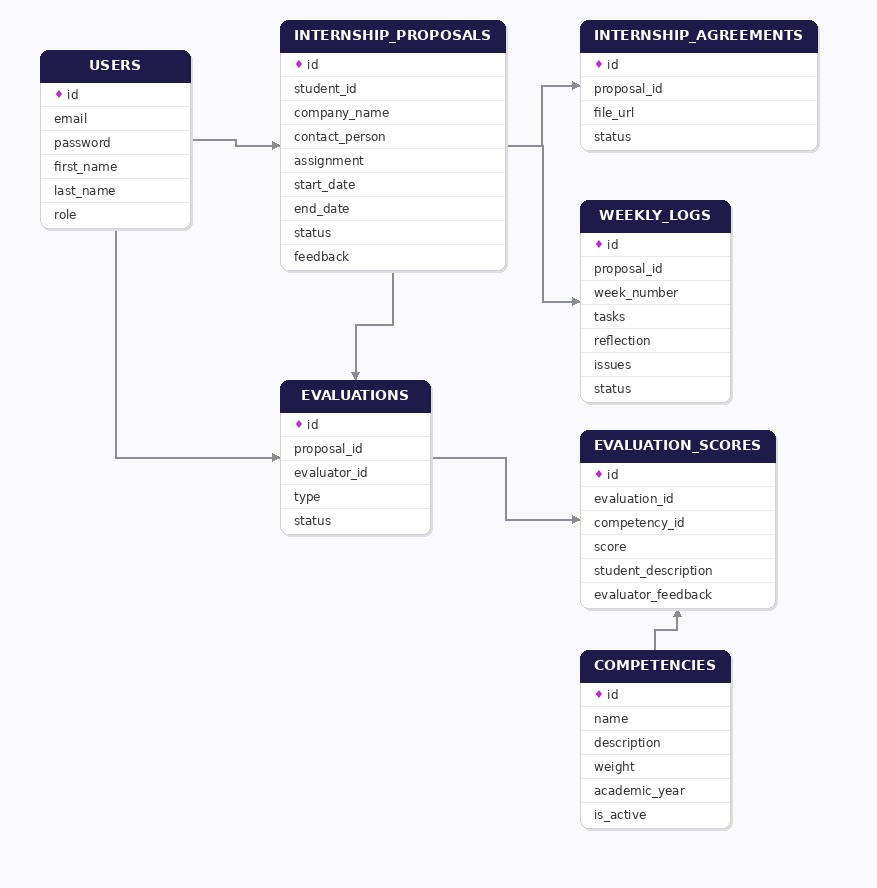 USERS
id
email
password
first_name
last_name
role
INTERNSHIP_PROPOSALS
id
student_id
company_name
contact_person
assignment
start_date
end_date
status
feedback
INTERNSHIP_AGREEMENTS
id
proposal_id
file_url
status
WEEKLY_LOGS
id
proposal_id
week_number
tasks
reflection
issues
status
EVALUATIONS
id
proposal_id
evaluator_id
type
status
EVALUATION_SCORES
id
evaluation_id
competency_id
score
student_description
evaluator_feedback
COMPETENCIES
id
name
description
weight
academic_year
is_active